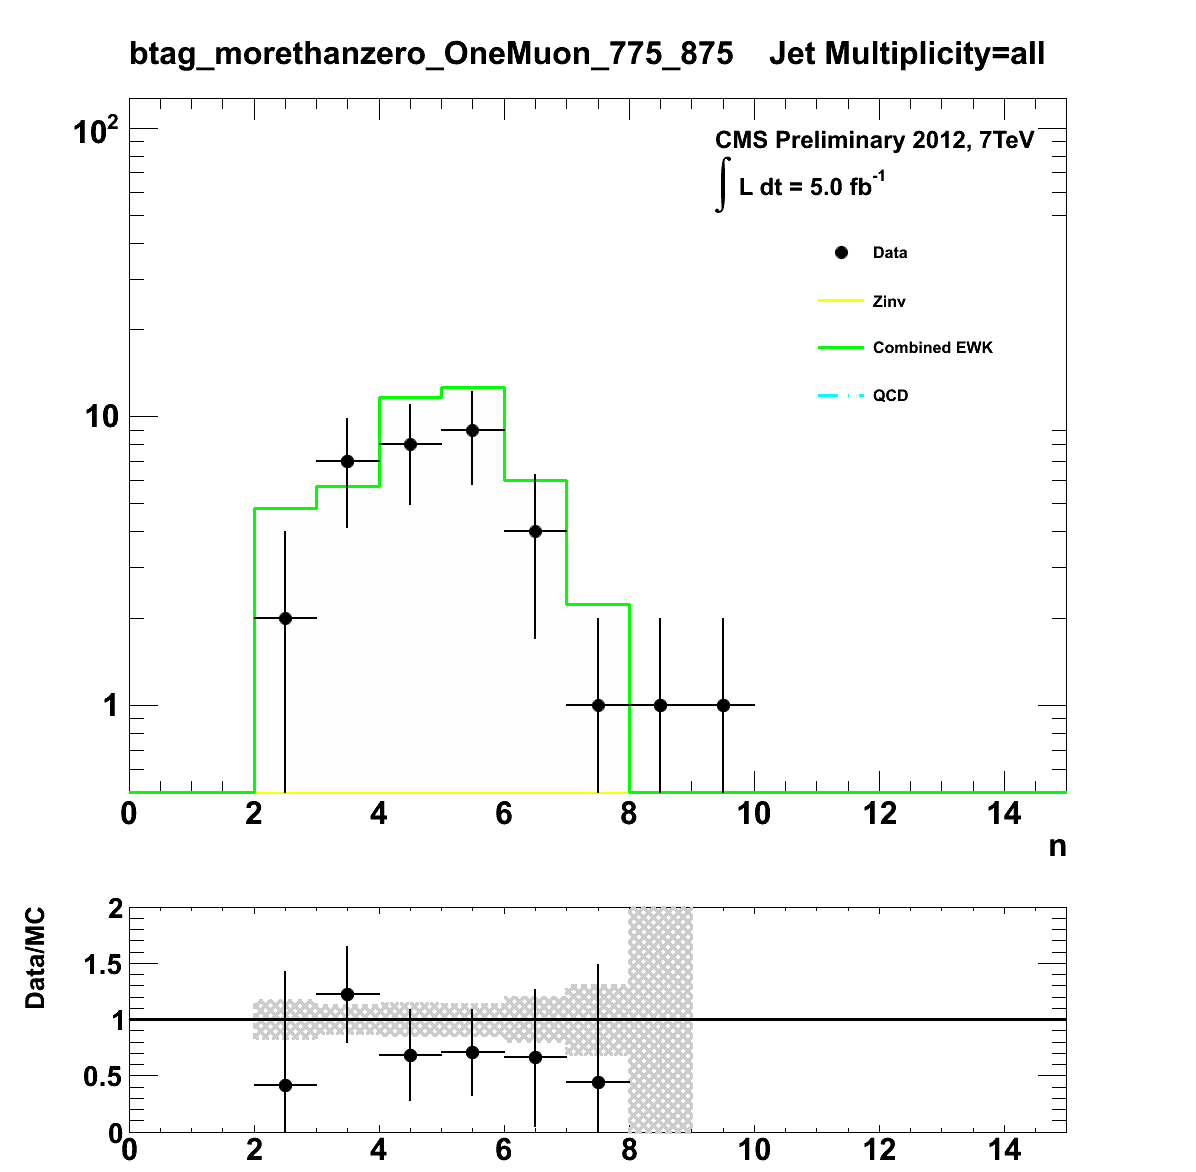 btag_morethanzero_OneMuon_775_875 Jet Multiplicity=all
10²
CMS Preliminary 2012, 7TeV
∫ L dt = 5.0 fb⁻¹
Data
Zinv
Combined EWK
QCD
10
1
0 2 4 6 8 10 12 14
n
Data/MC
2
1.5
1
0.5
0
0 2 4 6 8 10 12 14